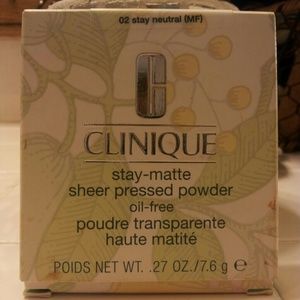 02 stay neutral (MF)
C
CLINIQUE
stay-matte
sheer pressed powder
oil-free
poudre transparente
haute matité
POIDS NET WT. .27 OZ./7.6 g e